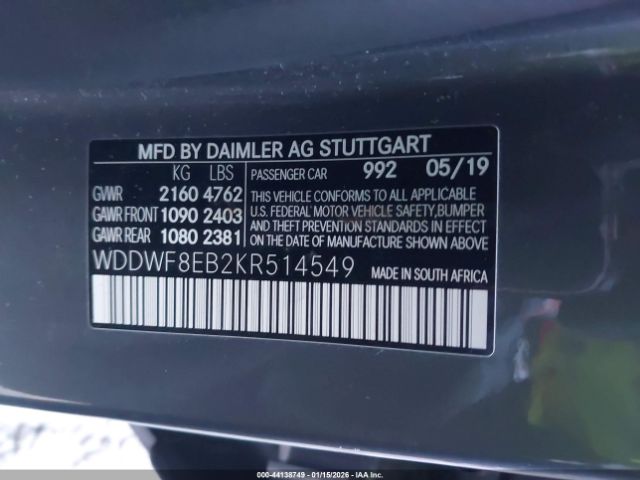 MFD BY DAIMLER AG STUTTGART
KG LBS
GVWR 2160 4762
GAWR FRONT 1090 2403
GAWR REAR 1080 2381
PASSENGER CAR 992 05/19
THIS VEHICLE CONFORMS TO ALL APPLICABLE
U.S. FEDERAL MOTOR VEHICLE SAFETY,BUMPER
AND THEFT PREVENTION STANDARDS IN EFFECT
ON THE DATE OF MANUFACTURE SHOWN ABOVE.
WDDWF8EB2KR514549 MADE IN SOUTH AFRICA
000-44138749 - 01/15/2026 - IAAI.COM